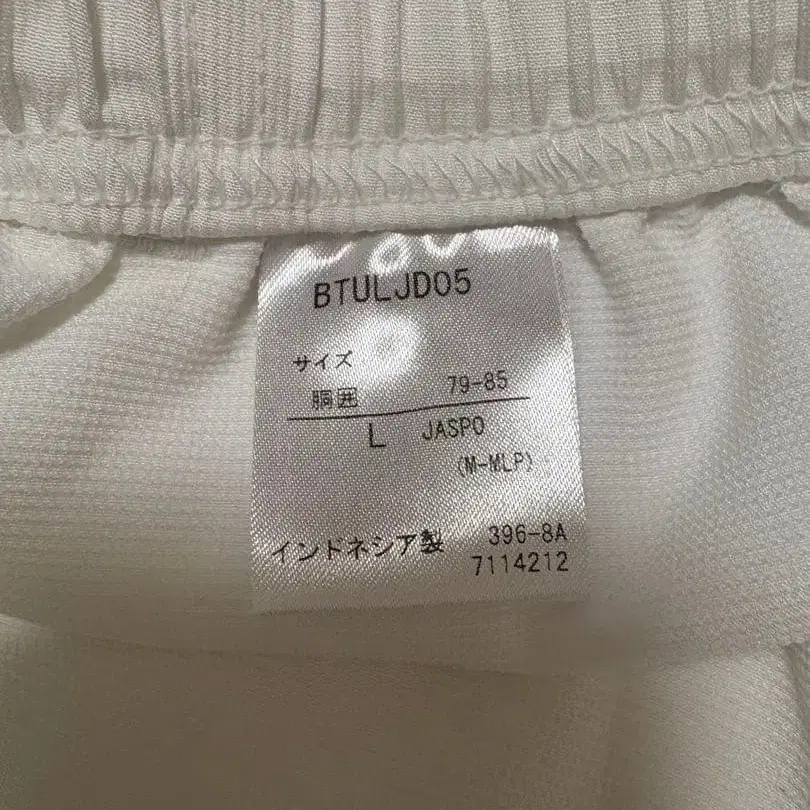 BTULJD05
サイズ
胴囲 79-85
L JASPO
(M-MLP)
インドネシア製 396-8A
7114212